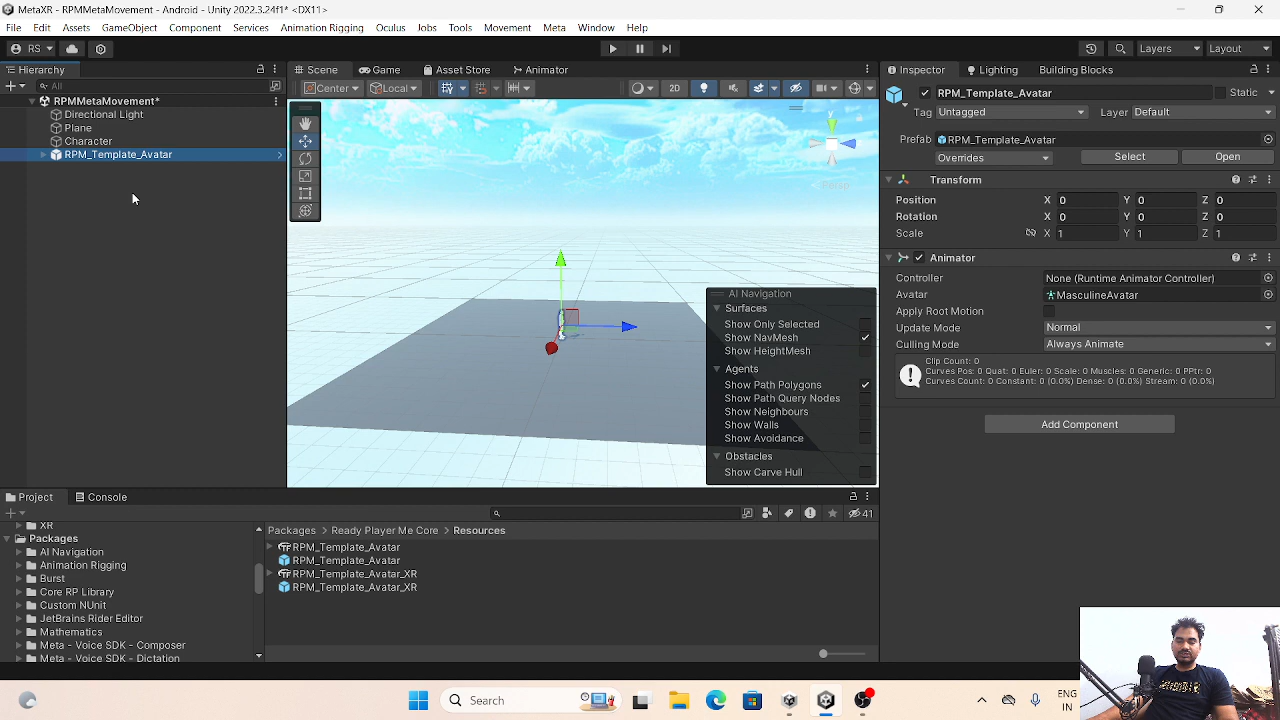 MetaXR - RPMMetaMovement - Android - Unity 2022.3.24f1* <DX11>
File Edit Assets GameObject Component Services Animation Rigging Oculus Jobs Tools Movement Window Help
RS Layers Layout
Hierarchy Scene Game Asset Store Animator Inspector Lighting Building Blocks
All Center Local 2D
RPM_Template_Avatar Static
RPMMetaMovement*
Tag Untagged Layer Default
Directional Light
Plane
Character
RPM_Template_Avatar
Prefab RPM_Template_Avatar
Overrides Select Open
y
Persp
Transform
Position X 0 Y 0 Z 0
Rotation X 0 Y 0 Z 0
Scale X 1 Y 1 Z 1
Animator
Controller None (Runtime Animator Controller)
Avatar MasculineAvatar
Apply Root Motion
Update Mode Normal
Culling Mode Always Animate
Clip Count: 0
Curves Pos: 0 Quat: 0 Euler: 0 Scale: 0 Muscles: 0 Generic: 0 PPtr: 0
Curves Count: 0 Constant: 0 (0.0%) Dense: 0 (0.0%) Stream: 0 (0.0%)
Add Component
AI Navigation
Surfaces
Show Only Selected
Show NavMesh
Show HeightMesh
Agents
Show Path Polygons
Show Path Query Nodes
Show Neighbours
Show Walls
Show Avoidance
Obstacles
Show Carve Hull
Project Console
41
XR
Packages
AI Navigation
Animation Rigging
Burst
Core RP Library
Custom NUnit
JetBrains Rider Editor
Mathematics
Meta - Voice SDK - Composer
Meta - Voice SDK - Dictation
Packages Ready Player Me Core Resources
RPM_Template_Avatar
RPM_Template_Avatar
RPM_Template_Avatar_XR
RPM_Template_Avatar_XR
Search
ENG
IN